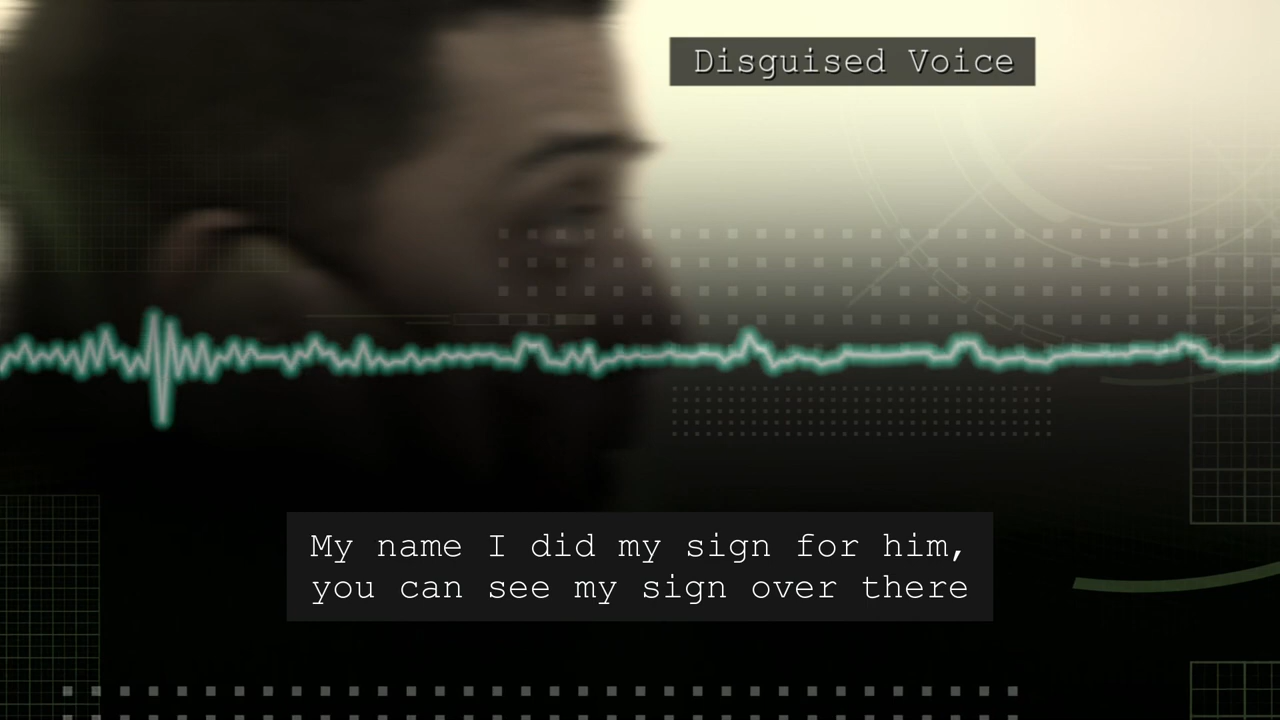 Disguised Voice
My name I did my sign for him,
you can see my sign over there